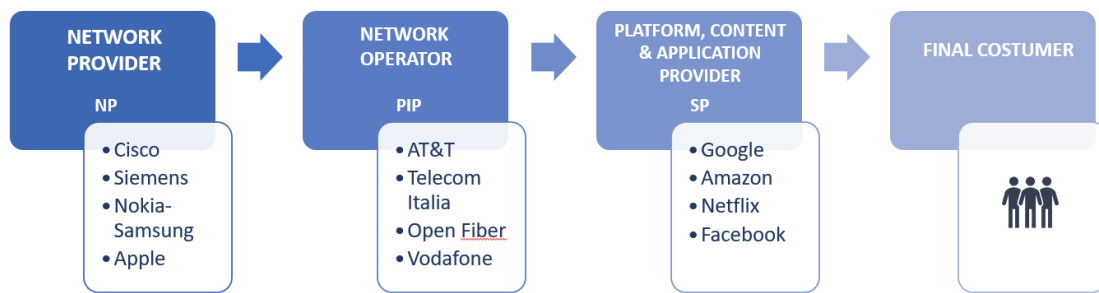 NETWORK
PROVIDER
NP
• Cisco
• Siemens
• Nokia-
Samsung
• Apple
NETWORK
OPERATOR
PIP
• AT&T
• Telecom
Italia
• Open Fiber
• Vodafone
PLATFORM, CONTENT
& APPLICATION
PROVIDER
SP
• Google
• Amazon
• Netflix
• Facebook
FINAL COSTUMER